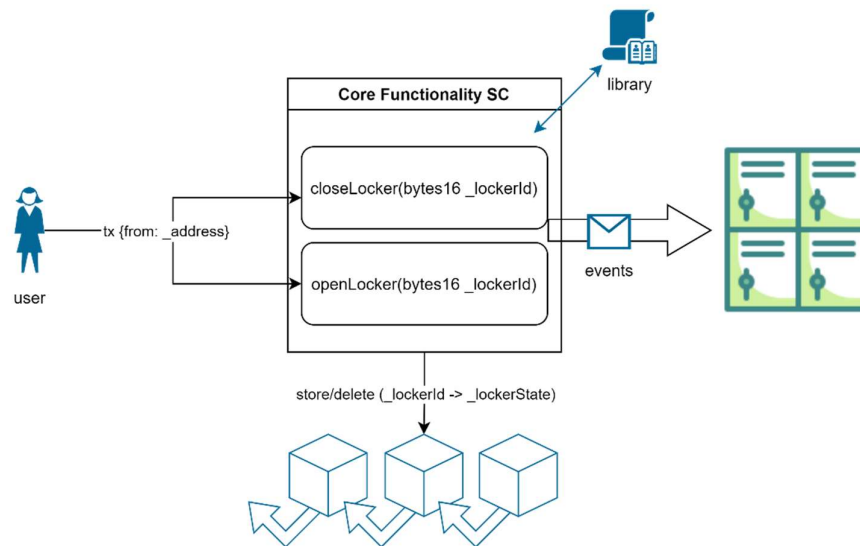 library
Core Functionality SC
closeLocker(bytes16 _lockerId)
tx {from: _address}
openLocker(bytes16 _lockerId)
events
user
store/delete (_lockerId -> _lockerState)